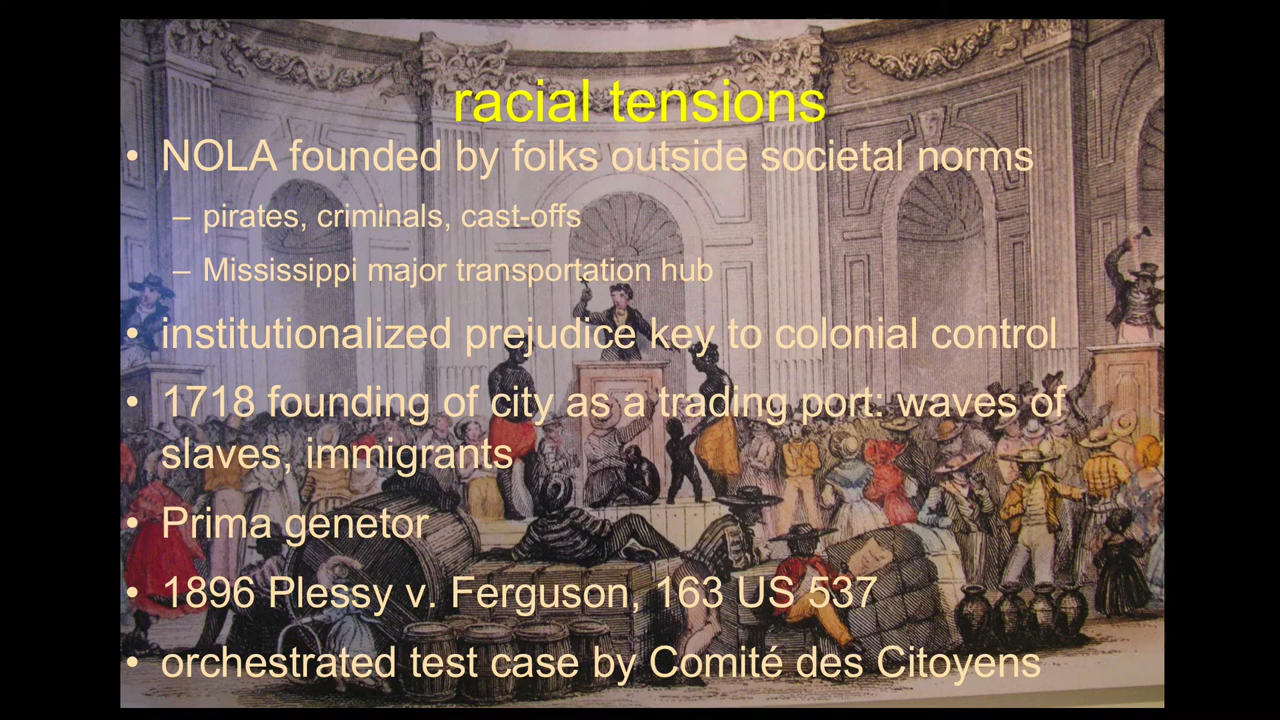 racial tensions
• NOLA founded by folks outside societal norms
– pirates, criminals, cast-offs
– Mississippi major transportation hub
• institutionalized prejudice key to colonial control
• 1718 founding of city as a trading port: waves of
slaves, immigrants
• Prima genetor
• 1896 Plessy v. Ferguson, 163 US 537
• orchestrated test case by Comité des Citoyens